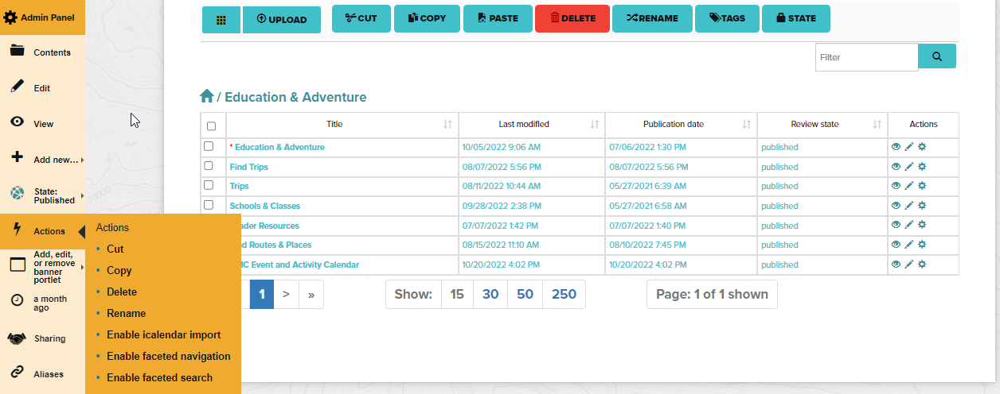 Admin Panel
UPLOAD
CUT
COPY
PASTE
DELETE
RENAME
TAGS
STATE
Contents
Edit
View
Add new...
State:
Published
Actions
Add, edit,
or remove
banner
portlet
a month
ago
Sharing
Aliases
Actions
• Cut
• Copy
• Delete
• Rename
• Enable icalendar import
• Enable faceted navigation
• Enable faceted search
Filter
/ Education & Adventure
Title Last modified Publication date Review state Actions
* Education & Adventure 10/05/2022 9:06 AM 07/06/2022 1:30 PM published
Find Trips 08/07/2022 5:56 PM 08/07/2022 5:56 PM published
Trips 08/11/2022 10:44 AM 05/27/2021 6:39 AM published
Schools & Classes 09/28/2022 2:38 PM 05/27/2021 6:58 AM published
Resources 07/07/2022 1:42 PM 07/07/2022 1:40 PM published
Routes & Places 08/15/2022 11:10 AM 08/10/2022 7:45 PM published
Event and Activity Calendar 10/20/2022 4:02 PM 10/20/2022 4:02 PM published
1 > »
Show: 15 30 50 250
Page: 1 of 1 shown